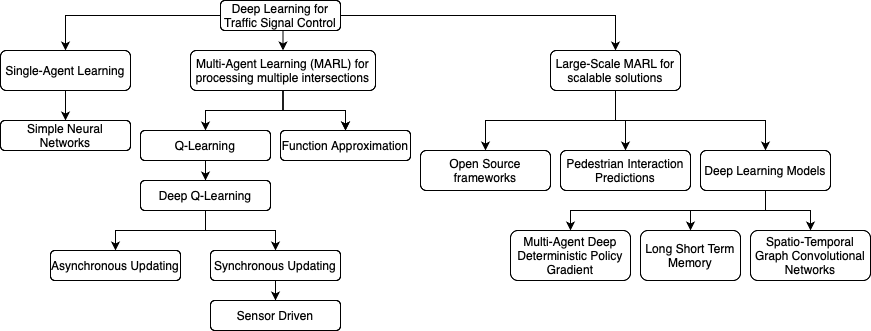 Deep Learning for
Traffic Signal Control
Single-Agent Learning
Multi-Agent Learning (MARL) for
processing multiple intersections
Large-Scale MARL for
scalable solutions
Simple Neural
Networks
Q-Learning
Function Approximation
Open Source
frameworks
Pedestrian Interaction
Predictions
Deep Learning Models
Deep Q-Learning
Asynchronous Updating
Synchronous Updating
Multi-Agent Deep
Deterministic Policy
Gradient
Long Short Term
Memory
Spatio-Temporal
Graph Convolutional
Networks
Sensor Driven